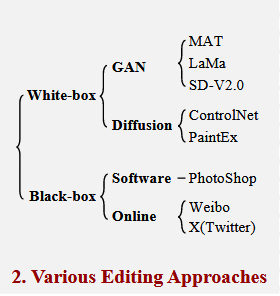 MAT
GAN
LaMa
SD-V2.0
White-box
ControlNet
Diffusion
PaintEx
Software – PhotoShop
Black-box
Weibo
Online
X(Twitter)
2. Various Editing Approaches